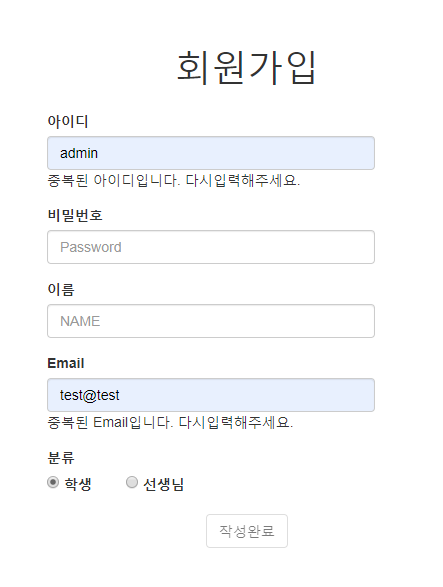 회원가입
아이디
admin
중복된 아이디입니다. 다시입력해주세요.
비밀번호
Password
이름
NAME
Email
test@test
중복된 Email입니다. 다시입력해주세요.
분류
학생 선생님
작성완료